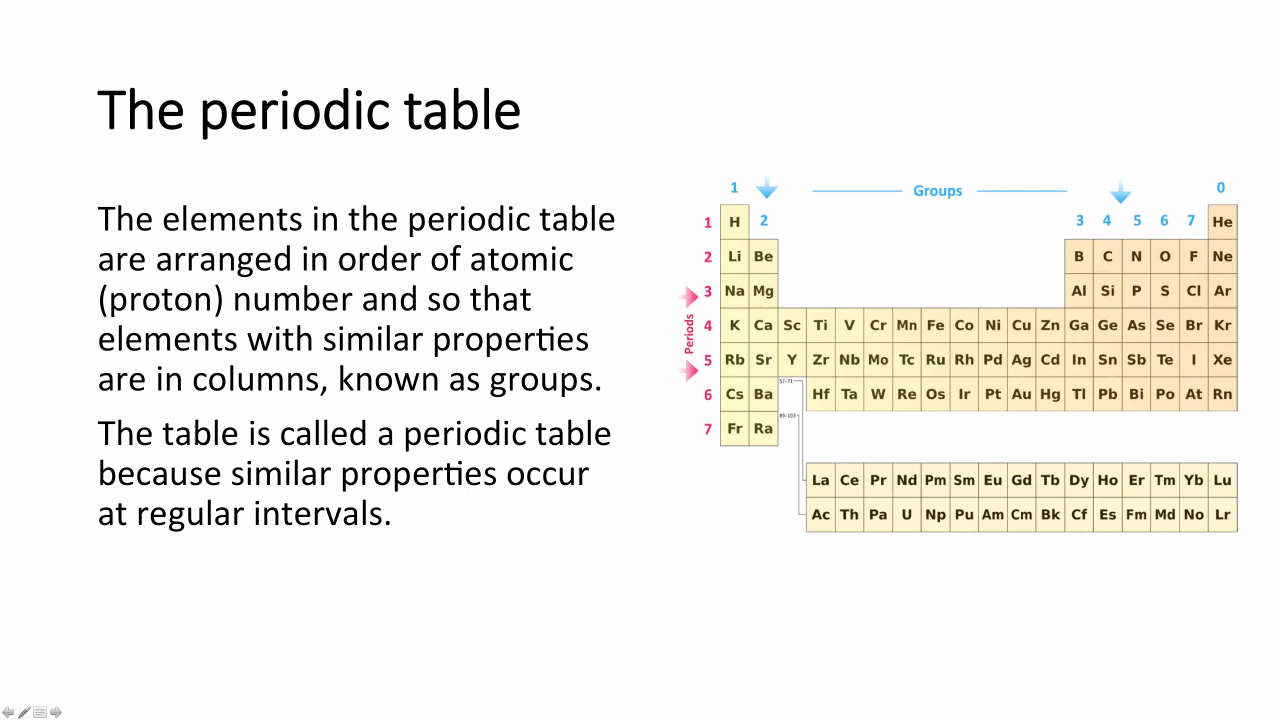 The periodic table
The elements in the periodic table
are arranged in order of atomic
(proton) number and so that
elements with similar properties
are in columns, known as groups.
The table is called a periodic table
because similar properties occur
at regular intervals.
1 Groups 0
1 H 2 3 4 5 6 7 He
2 Li Be B C N O F Ne
3 Na Mg Al Si P S Cl Ar
Periods
4 K Ca Sc Ti V Cr Mn Fe Co Ni Cu Zn Ga Ge As Se Br Kr
5 Rb Sr Y Zr Nb Mo Tc Ru Rh Pd Ag Cd In Sn Sb Te I Xe
57-71
6 Cs Ba Hf Ta W Re Os Ir Pt Au Hg Tl Pb Bi Po At Rn
89-103
7 Fr Ra
La Ce Pr Nd Pm Sm Eu Gd Tb Dy Ho Er Tm Yb Lu
Ac Th Pa U Np Pu Am Cm Bk Cf Es Fm Md No Lr